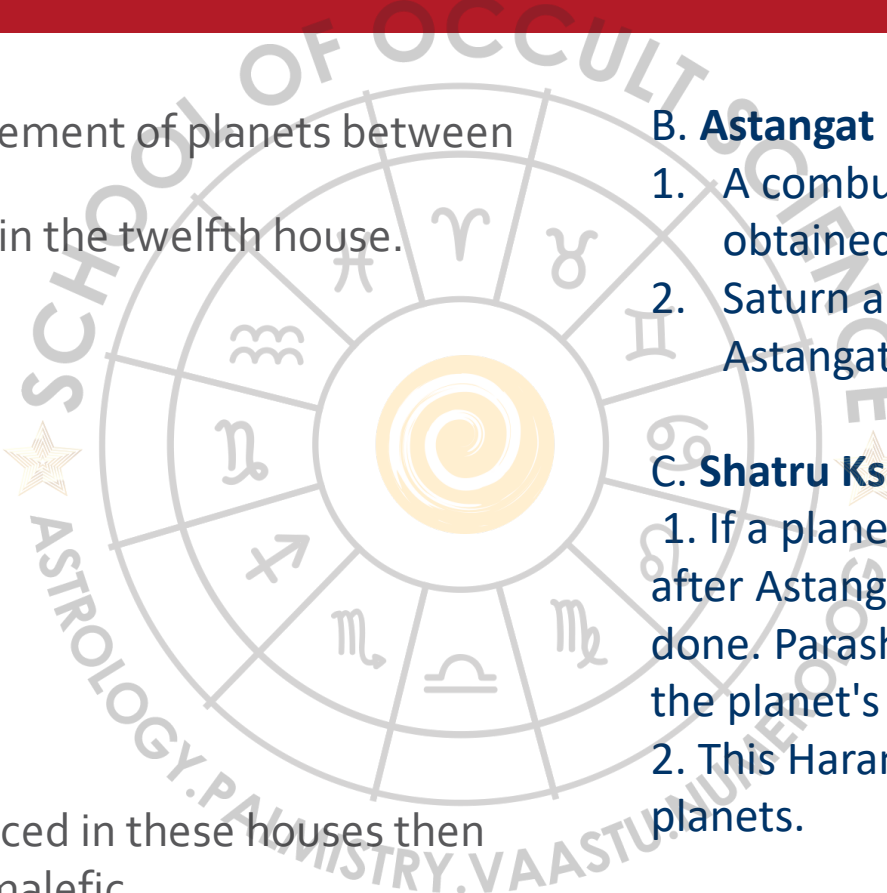 ement of planets between
in the twelfth house.
ced in these houses then
malefic
B. Astangat
1. A combu
obtained
2. Saturn a
Astangat
C. Shatru Ks
1. If a plane
after Astang
done. Parash
the planet's
2. This Haran
planets.
SCHOOL OF OCCULT SCIENCE
ASTROLOGY.PALMISTRY.VAASTU.NUMEROLOGY